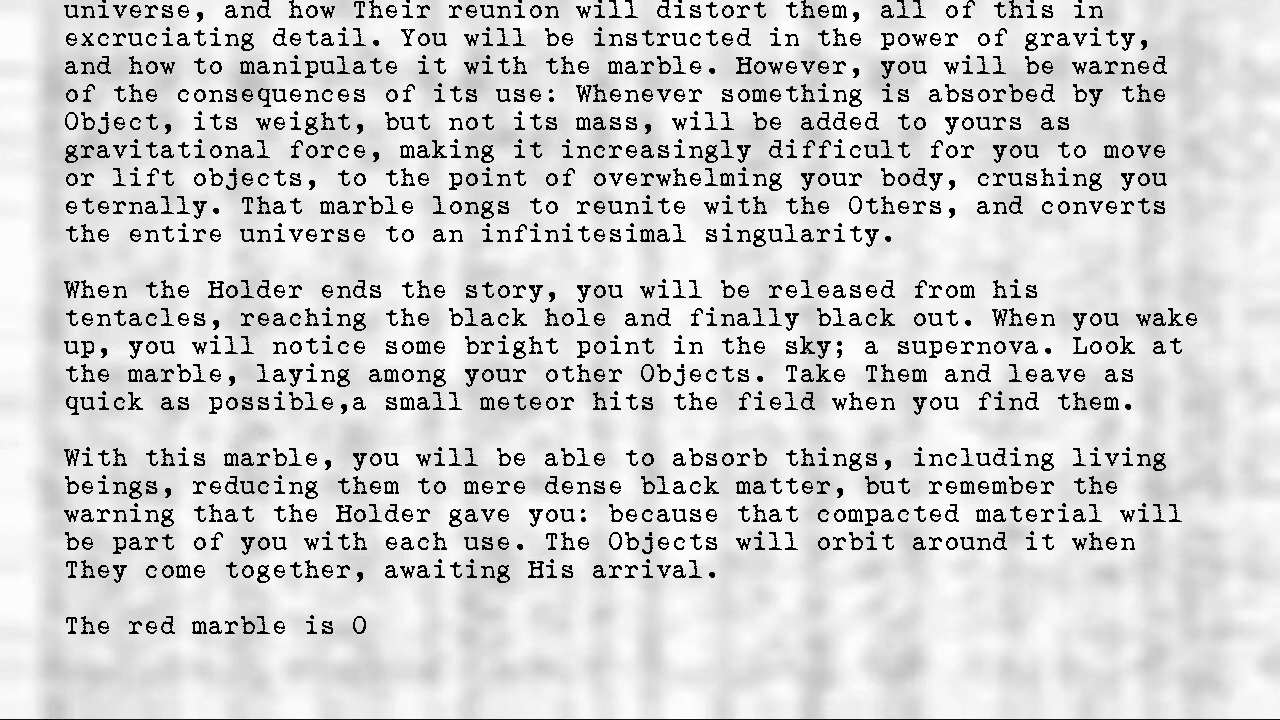 universe, and how Their reunion will distort them, all of this in
excruciating detail. You will be instructed in the power of gravity,
and how to manipulate it with the marble. However, you will be warned
of the consequences of its use: Whenever something is absorbed by the
Object, its weight, but not its mass, will be added to yours as
gravitational force, making it increasingly difficult for you to move
or lift objects, to the point of overwhelming your body, crushing you
eternally. That marble longs to reunite with the Others, and converts
the entire universe to an infinitesimal singularity.

When the Holder ends the story, you will be released from his
tentacles, reaching the black hole and finally black out. When you wake
up, you will notice some bright point in the sky; a supernova. Look at
the marble, laying among your other Objects. Take Them and leave as
quick as possible,a small meteor hits the field when you find them.

With this marble, you will be able to absorb things, including living
beings, reducing them to mere dense black matter, but remember the
warning that the Holder gave you: because that compacted material will
be part of you with each use. The Objects will orbit around it when
They come together, awaiting His arrival.

The red marble is O